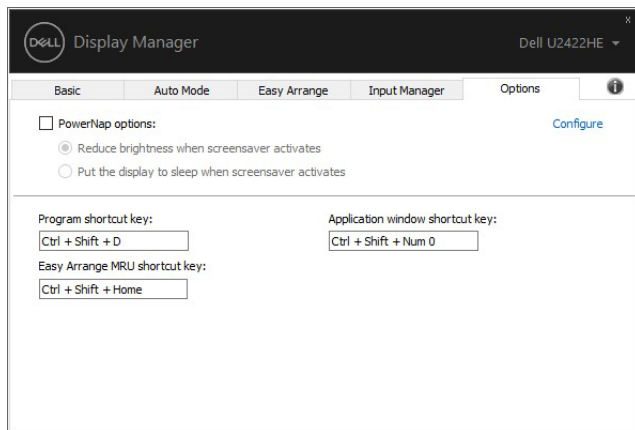 DELL Display Manager
x
Dell U2422HE
Basic Auto Mode Easy Arrange Input Manager Options i
PowerNap options:
Configure
Reduce brightness when screensaver activates
Put the display to sleep when screensaver activates
Program shortcut key:
Ctrl + Shift + D
Application window shortcut key:
Ctrl + Shift + Num 0
Easy Arrange MRU shortcut key:
Ctrl + Shift + Home